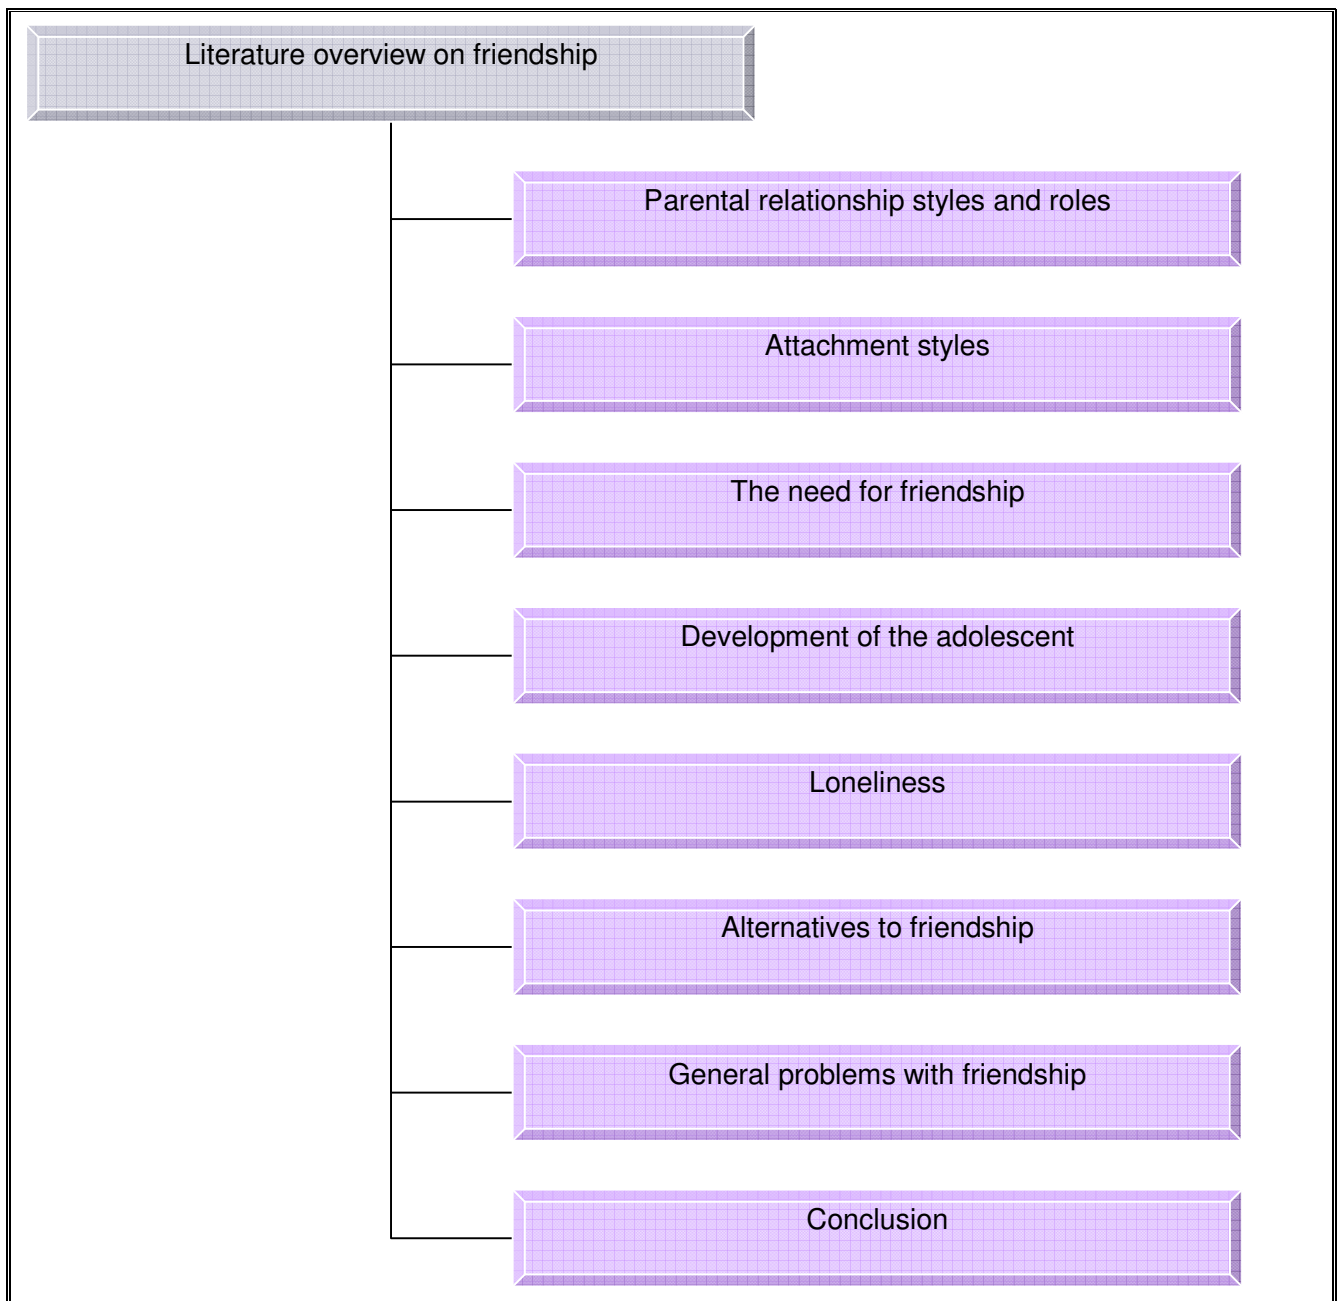 Literature overview on friendship
Parental relationship styles and roles
Attachment styles
The need for friendship
Development of the adolescent
Loneliness
Alternatives to friendship
General problems with friendship
Conclusion